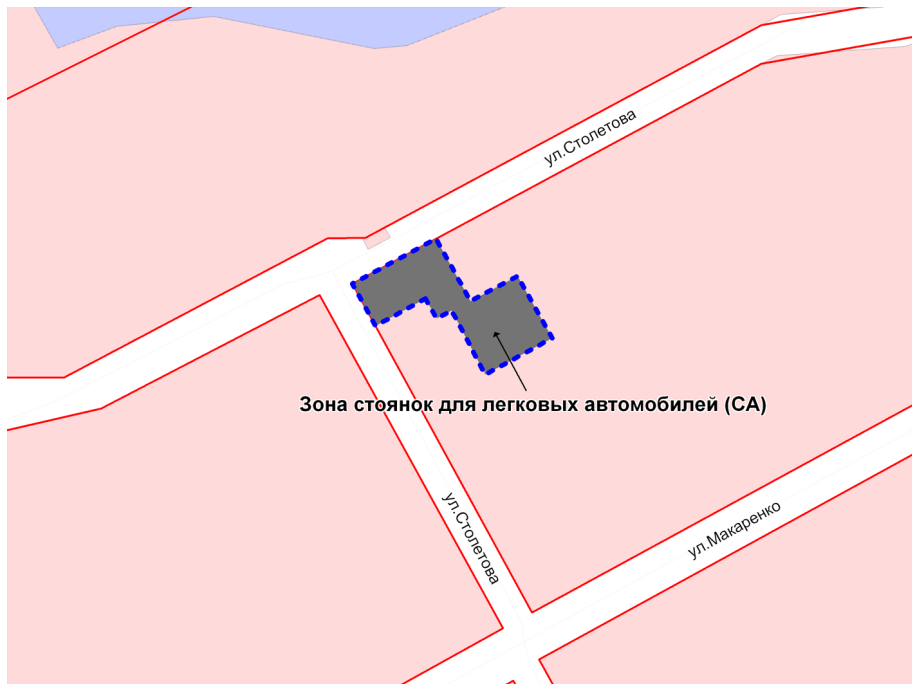 ул.Столетова
Зона стоянок для легковых автомобилей (СА)
ул.Столетова
ул.Макаренко